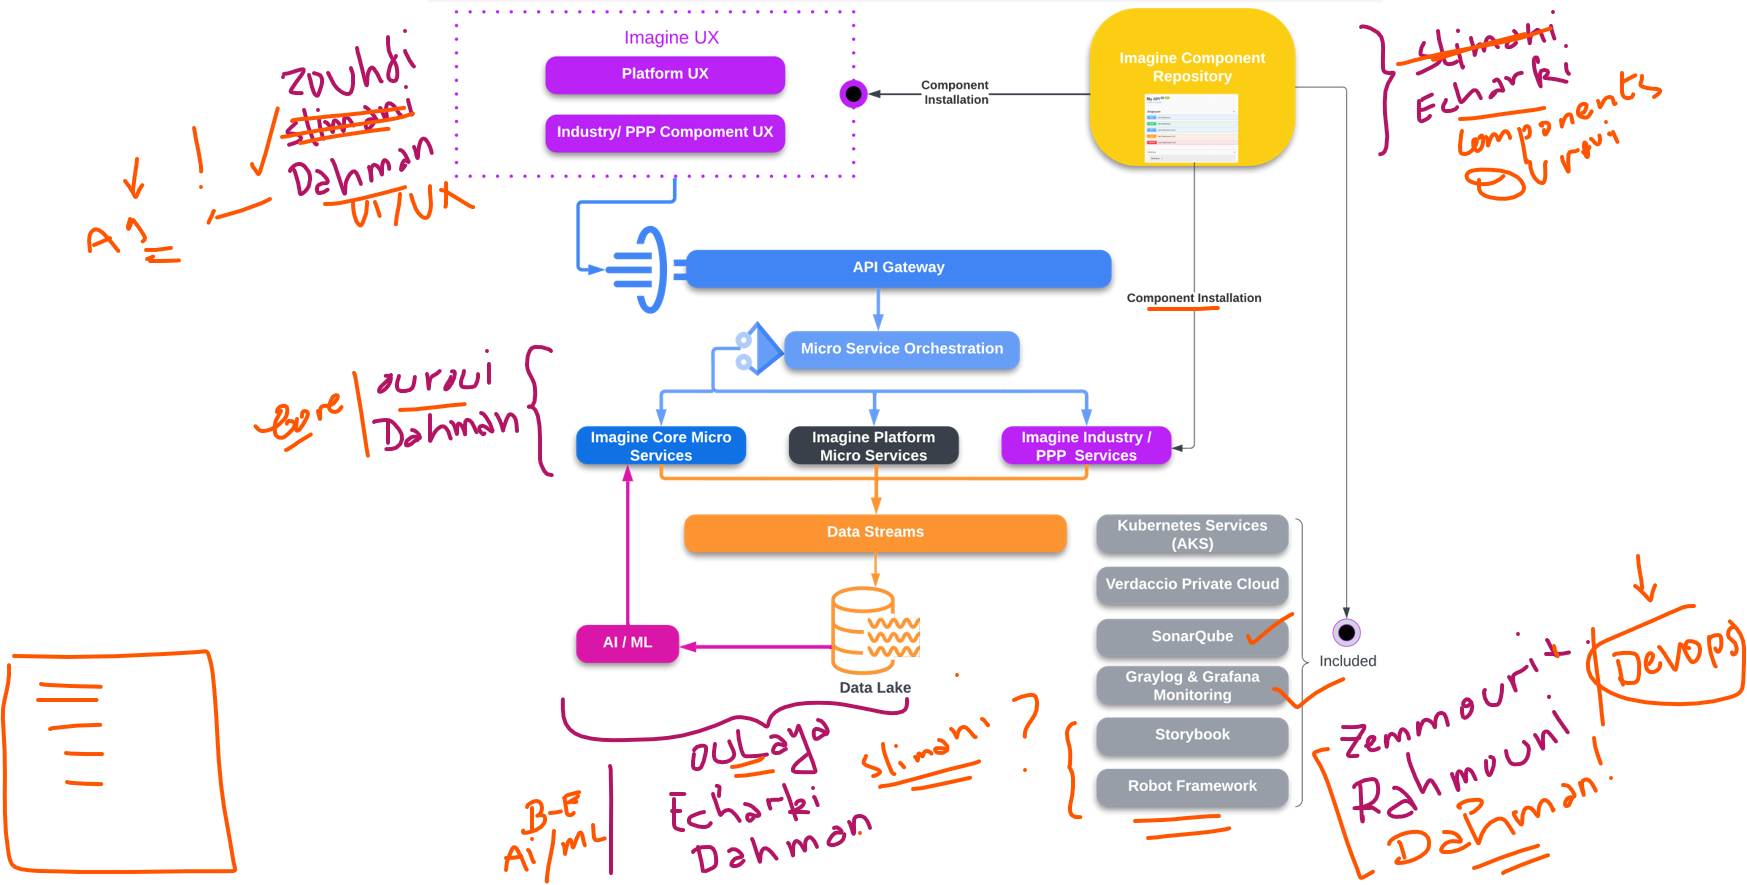 Imagine UX
Platform UX
Industry/ PPP Compoment UX
Component
Installation
Imagine Component
Repository
My API
zouhdi
slimani
Dahman
UI/UX
!
A
slimani
Echarki
Components
API Gateway
Component Installation
Micro Service Orchestration
Core
ouraui
Dahman
Imagine Core Micro
Services
Imagine Platform
Micro Services
Imagine Industry /
PPP Services
Data Streams
Kubernetes Services
(AKS)
Verdaccio Private Cloud
SonarQube
Graylog & Grafana
Monitoring
Storybook
Robot Framework
Included
AI / ML
Data Lake
OULaya
Echarki
Dahman
slimani ?
B-E
Ai/ML
Zemmouri
Rahmouni
Dahman!
Devops